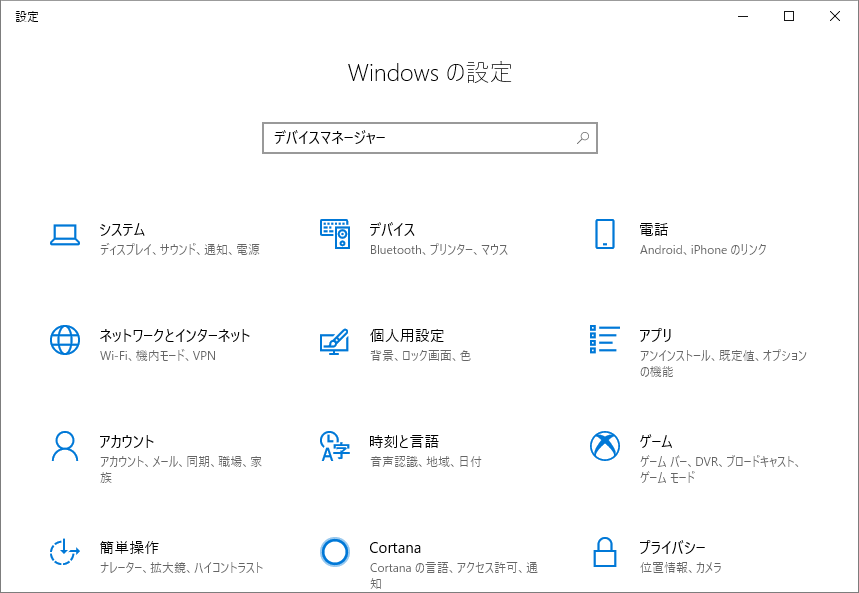 設定
Windows の設定
デバイスマネージャー
システム
ディスプレイ、サウンド、通知、電源
デバイス
Bluetooth、プリンター、マウス
電話
Android、iPhone のリンク
ネットワークとインターネット
Wi-Fi、機内モード、VPN
個人用設定
背景、ロック画面、色
アプリ
アンインストール、既定値、オプション
の機能
アカウント
アカウント、メール、同期、職場、家
族
時刻と言語
音声認識、地域、日付
ゲーム
ゲーム バー、DVR、ブロードキャスト、
ゲーム モード
簡単操作
ナレーター、拡大鏡、ハイコントラスト
Cortana
Cortana の言語、アクセス許可、通
知
プライバシー
位置情報、カメラ